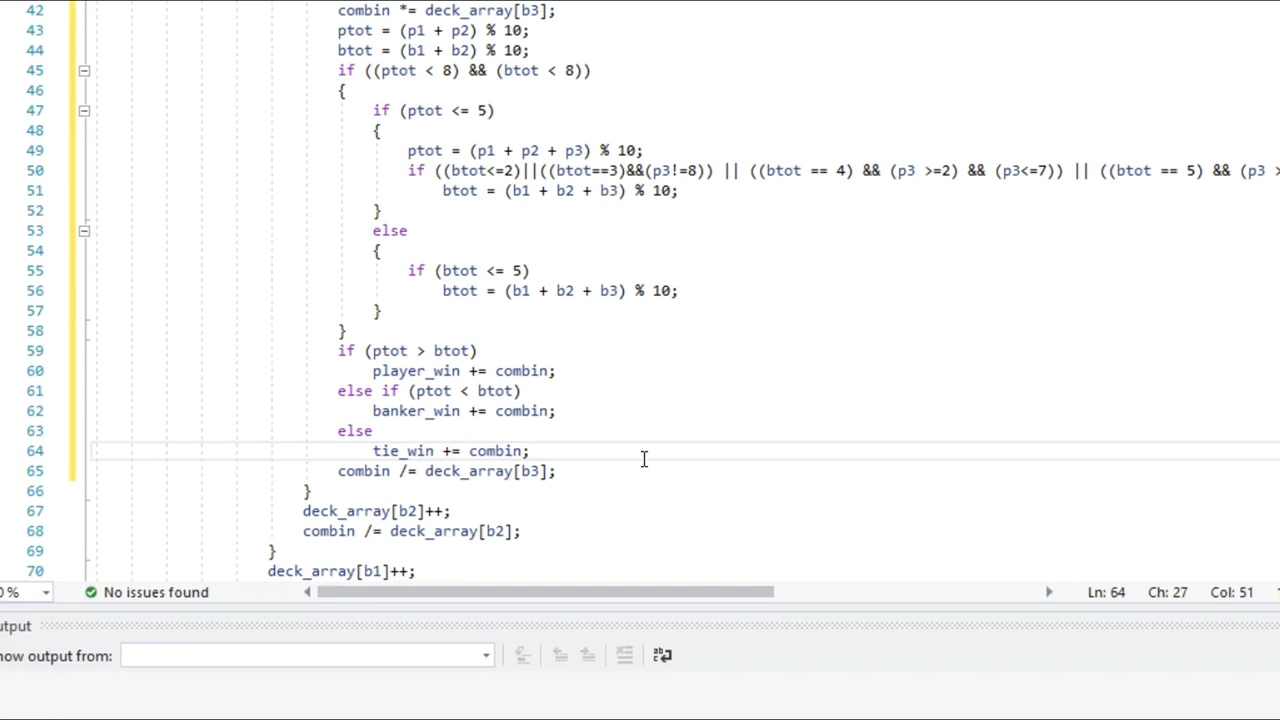 42 combin *= deck_array[b3];
43 ptot = (p1 + p2) % 10;
44 btot = (b1 + b2) % 10;
45 if ((ptot < 8) && (btot < 8))
46 {
47 if (ptot <= 5)
48 {
49 ptot = (p1 + p2 + p3) % 10;
50 if ((btot<=2)||((btot==3)&&(p3!=8)) || ((btot == 4) && (p3 >=2) && (p3<=7)) || ((btot == 5) && (p3 >
51 btot = (b1 + b2 + b3) % 10;
52 }
53 else
54 {
55 if (btot <= 5)
56 btot = (b1 + b2 + b3) % 10;
57 }
58 }
59 if (ptot > btot)
60 player_win += combin;
61 else if (ptot < btot)
62 banker_win += combin;
63 else
64 tie_win += combin;
65 combin /= deck_array[b3];
66 }
67 deck_array[b2]++;
68 combin /= deck_array[b2];
69 }
70 deck_array[b1]++;
0 % No issues found Ln: 64 Ch: 27 Col: 51
utput
now output from: